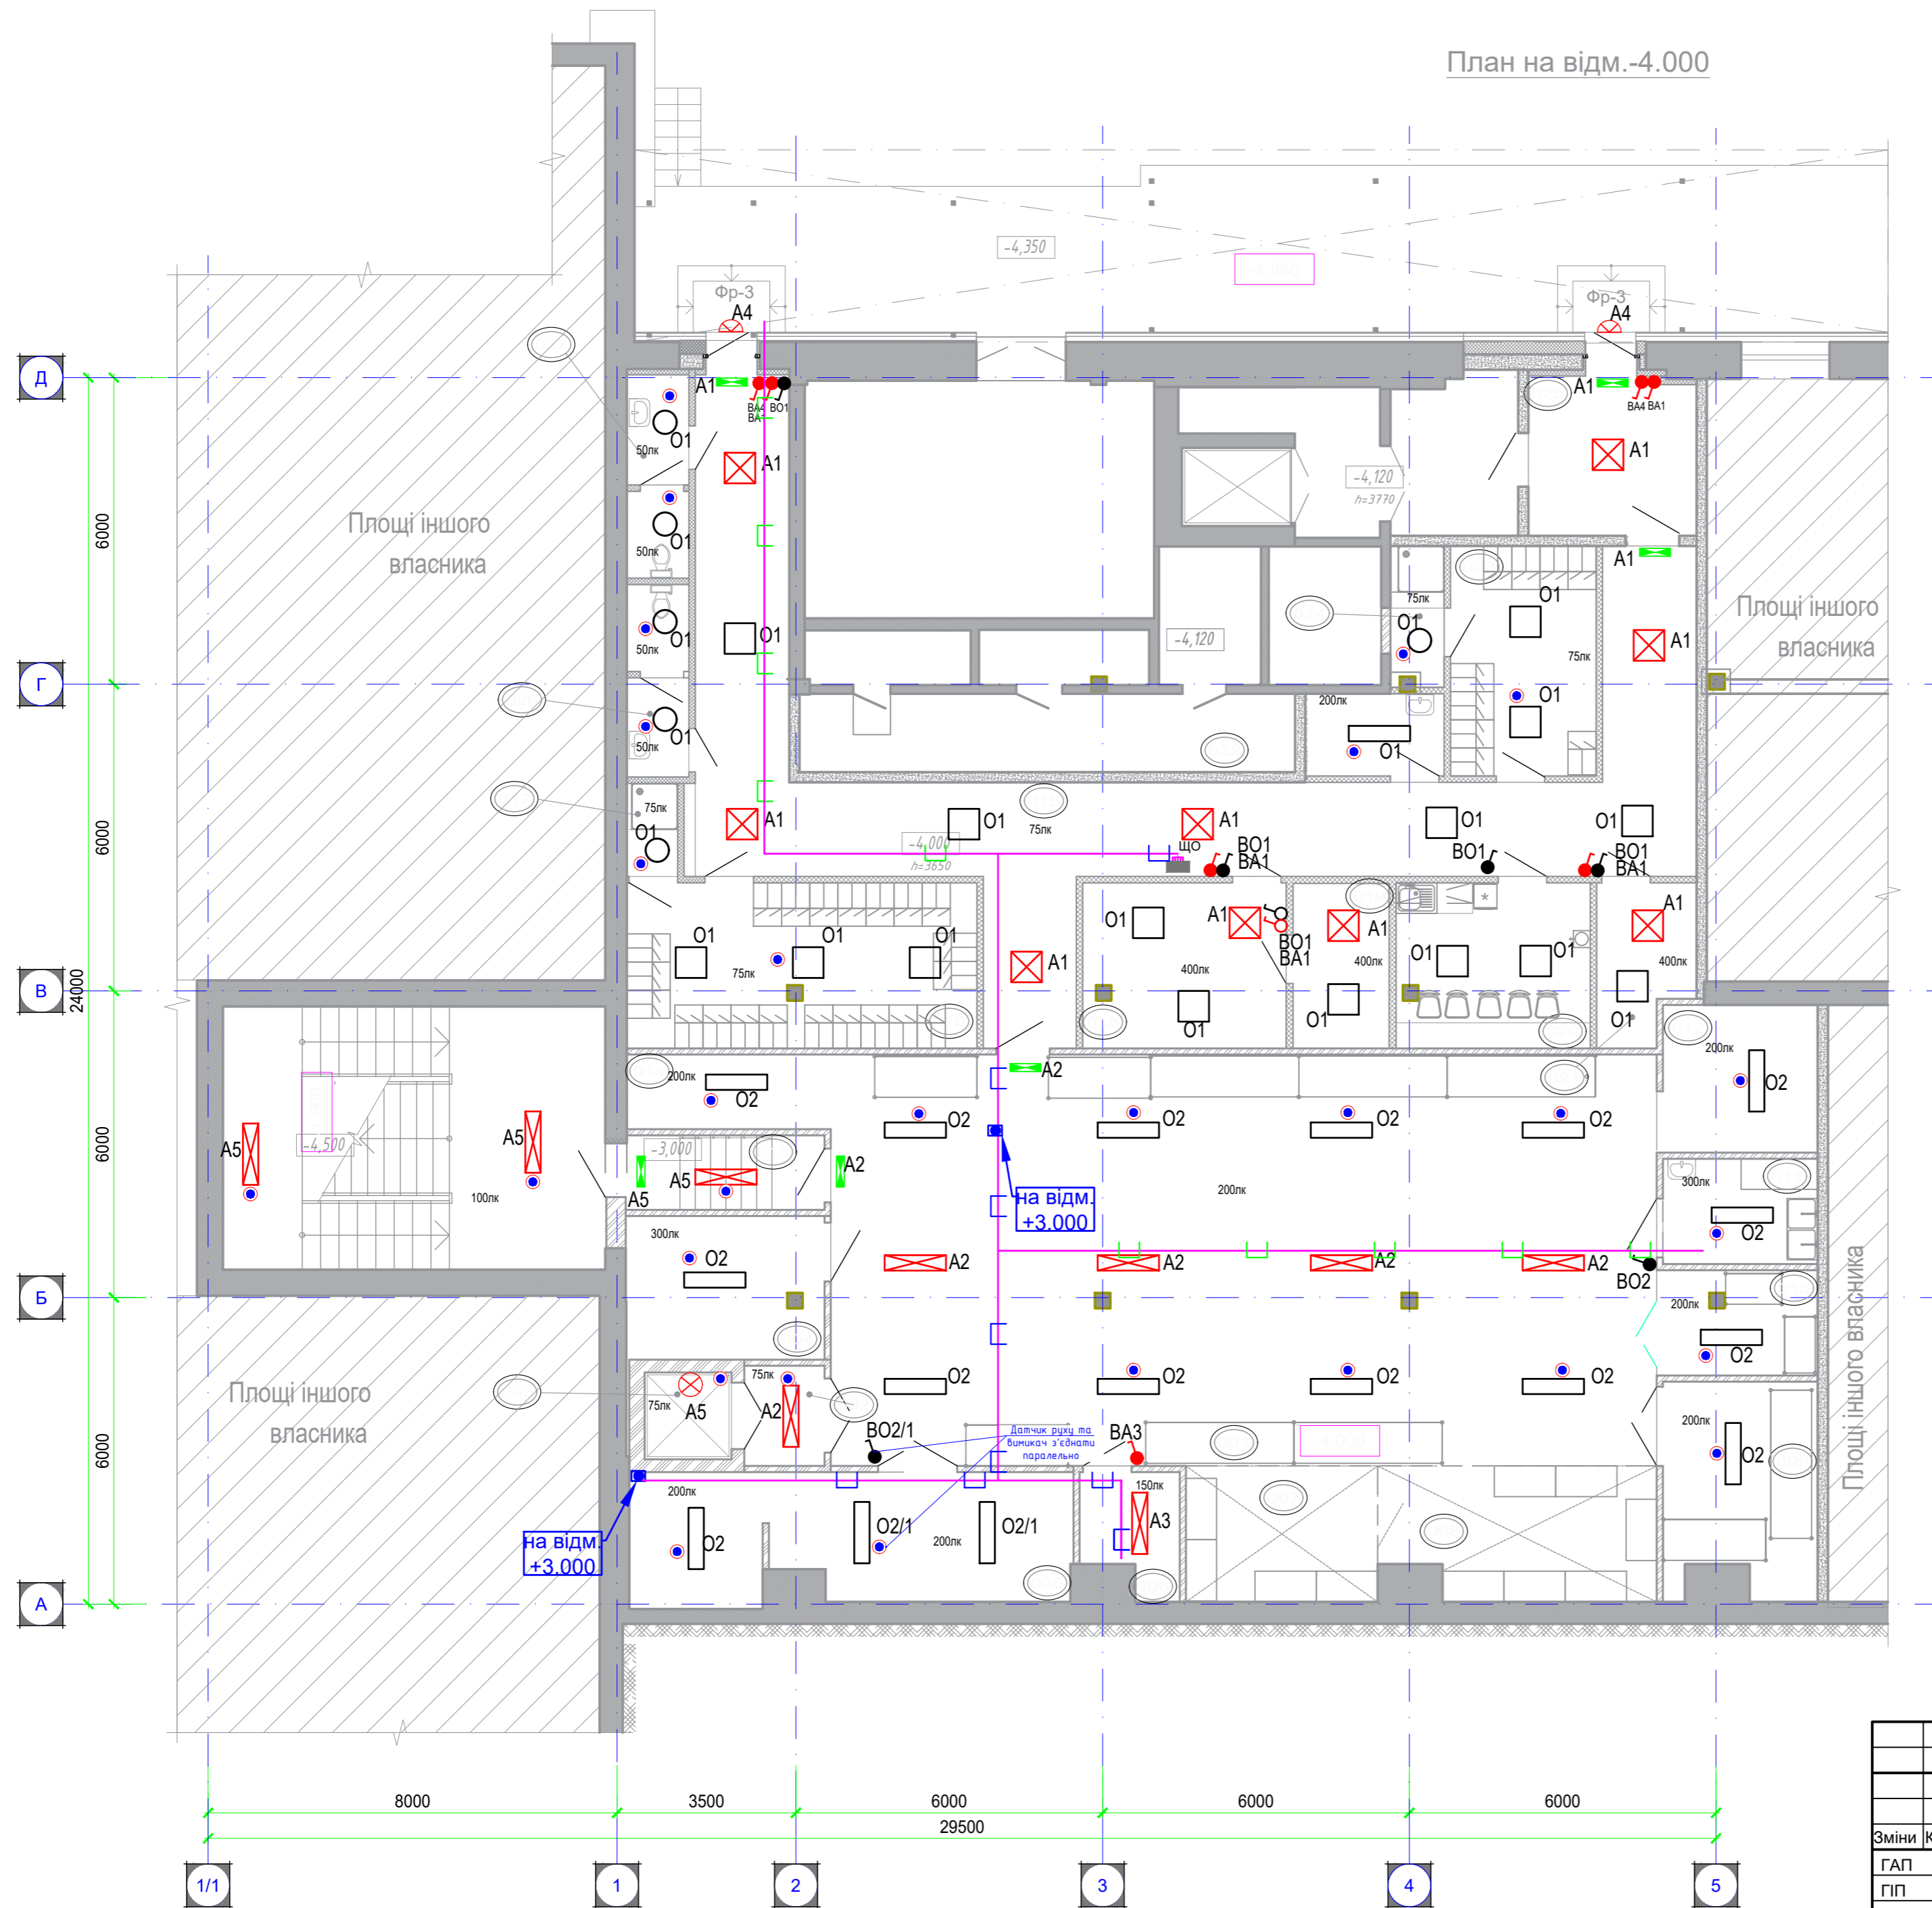 План на відм.-4.000
-4,350
Фр-3
A4
Фр-3
A4
Д
A1
BA4 BO1
BA1
A1
BA4 BA1
O1
50лк
A1
A1
-4,120
h=3770
6000
Площі іншого
власника
50лк
O1
A1
Площі іншого
власника
75лк
O1
O1
O1
50лк
O1
-4,120
75лк
A1
Г
200лк
O1
O1
50лк
O1
75лк
O1
A1
O1
75лк
A1
O1
O1
6000
-4,000
h=3650
ЩО
BO1
BA1
BO1
BO1
BA1
O1
O1
O1
75лк
A1
O1
A1
BO1
BA1
400лк
A1
400лк
O1
O1
A1
400лк
В
24000
O1
O1
O1
200лк
O2
A2
200лк
O2
O2
O2
O2
O2
6000
A5
-4,500
A5
100лк
-3,000
A5
A5
A2
на відм.
+3.000
200лк
300лк
O2
300лк
O2
A2
A2
A2
A2
BO2
Б
200лк
O2
Площі іншого
власника
Площі іншого власника
6000
75лк
A5
75лк
A2
O2
O2
O2
O2
BO2/1
Датчик руху та
вимикач з'єднати
паралельно
BA3
200лк
O2
на відм.
+3.000
200лк
O2
O2/1
200лк
O2/1
150лк
A3
А
8000
3500
6000
6000
6000
29500
1/1
1
2
3
4
5
Зміни
ГАП
ГІП